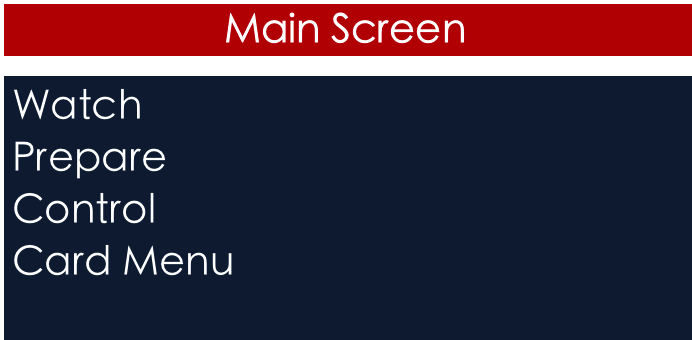 Main Screen
Watch
Prepare
Control
Card Menu